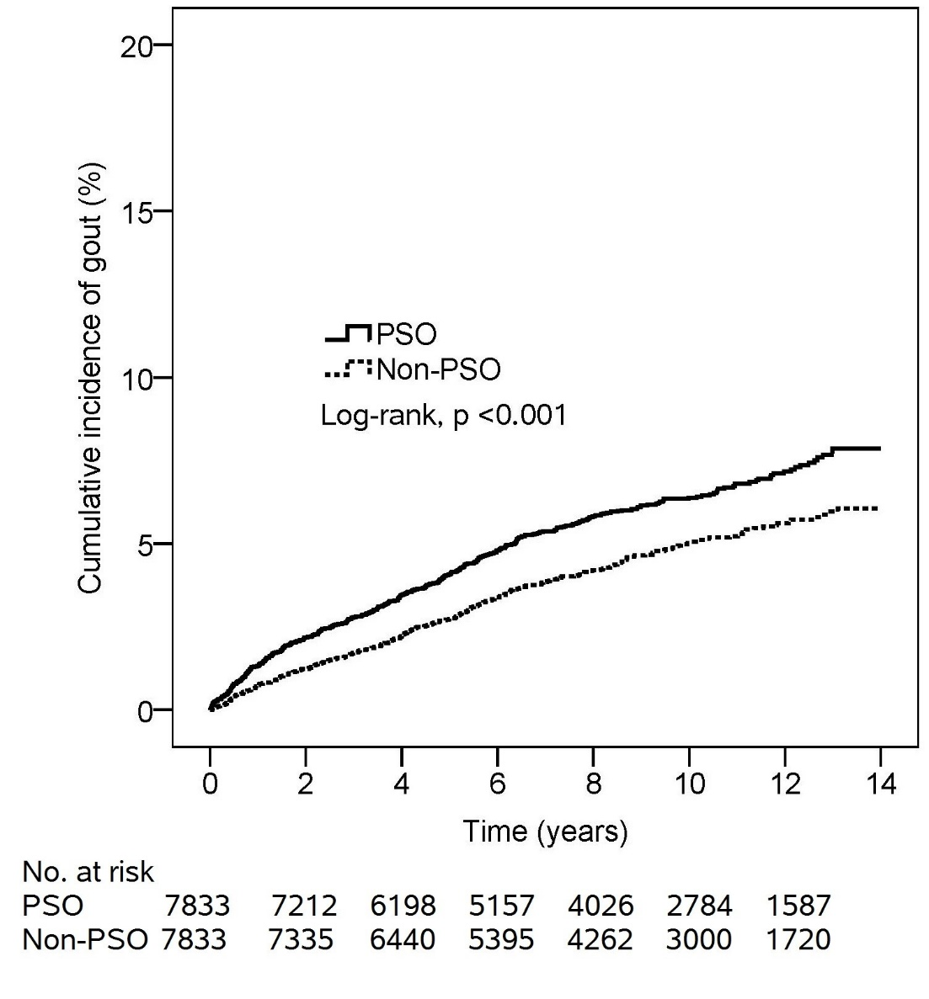 20
15
10
5
0
Cumulative incidence of gout (%)
PSO
Non-PSO
Log-rank, p <0.001
0 2 4 6 8 10 12 14
Time (years)
No. at risk
PSO 7833 7212 6198 5157 4026 2784 1587
Non-PSO 7833 7335 6440 5395 4262 3000 1720